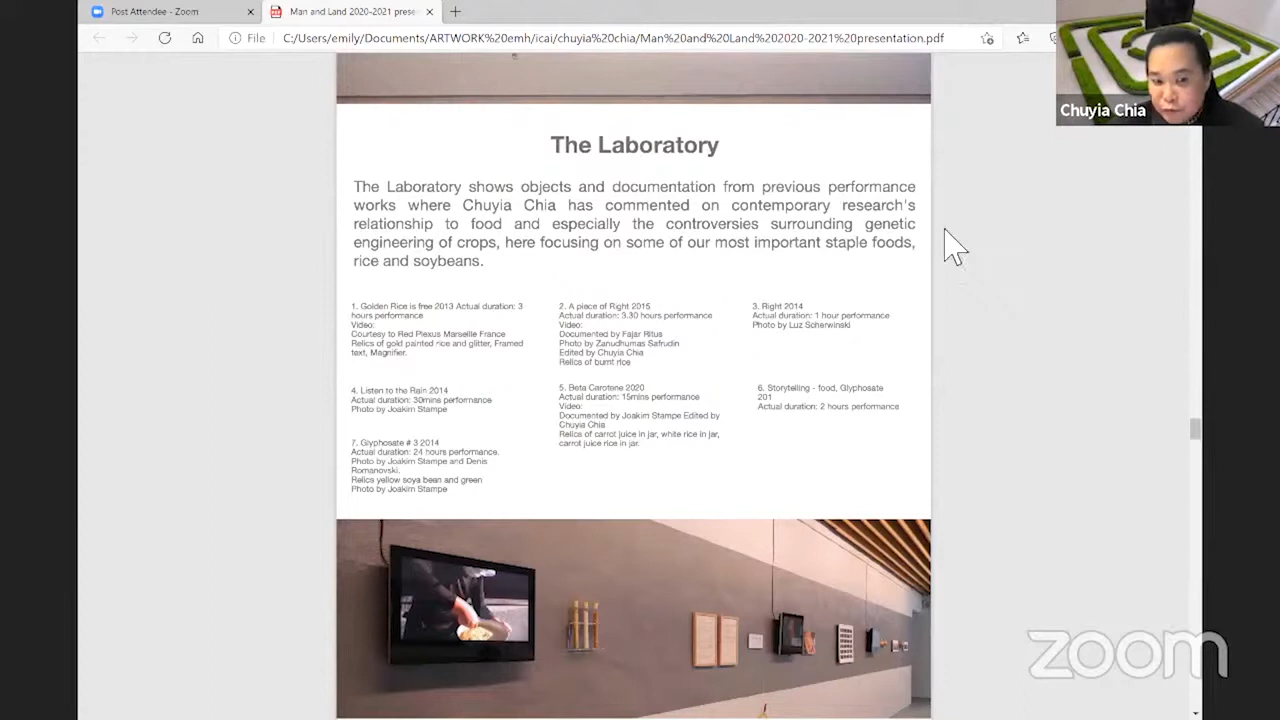 Post Attendee - Zoom
Man and Land 2020-2021 prese
File
C:/Users/emily/Documents/ARTWORK%20emh/icai/chuyia%20chia/Man%20and%20Land%202020-2021%20presentation.pdf
Chuyia Chia
The Laboratory
The Laboratory shows objects and documentation from previous performance
works where Chuyia Chia has commented on contemporary research's
relationship to food and especially the controversies surrounding genetic
engineering of crops, here focusing on some of our most important staple foods,
rice and soybeans.
1. Golden Rice is free 2013 Actual duration: 3
hours performance
Video:
Courtesy to Red Plexus Marseille France
Relics of gold painted rice and glitter, Framed
text, Magnifier.
2. A piece of Right 2015
Actual duration: 3.30 hours performance
Video:
Documented by Fajar Ritus
Photo by Zanudhumas Safrudin
Edited by Chuyia Chia
Relics of burnt rice
3. Right 2014
Actual duration: 1 hour performance
Photo by Luz Scherwinski
4. Listen to the Rain 2014
Actual duration: 30mins performance
Photo by Joakim Stampe
5. Beta Carotene 2020
Actual duration: 15mins performance
Video:
Documented by Joakim Stampe Edited by
Chuyia Chia
Relics of carrot juice in jar, white rice in jar,
carrot juice rice in jar.
6. Storytelling - food, Glyphosate
201
Actual duration: 2 hours performance
7. Glyphosate # 3 2014
Actual duration: 24 hours performance.
Photo by Joakim Stampe and Denis
Romanovski.
Relics yellow soya bean and green
Photo by Joakim Stampe
zoom